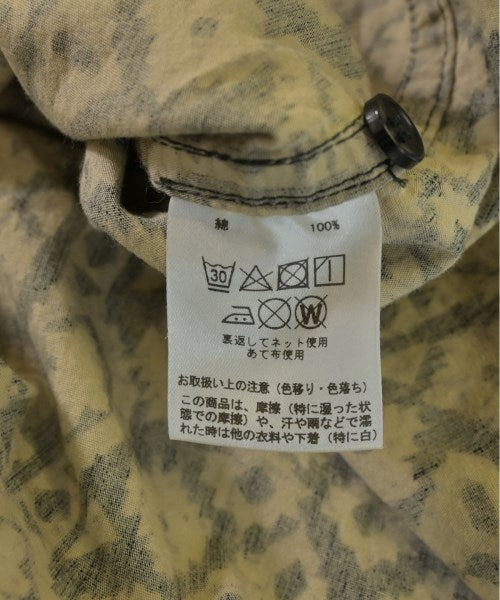 綿 100%
30
W
裏返してネット使用
あて布使用
お取扱い上の注意（色移り・色落ち）
この商品は、摩擦（特に湿った状
態での摩擦）や、汗や雨などで濡
れた時は他の衣料や下着（特に白）